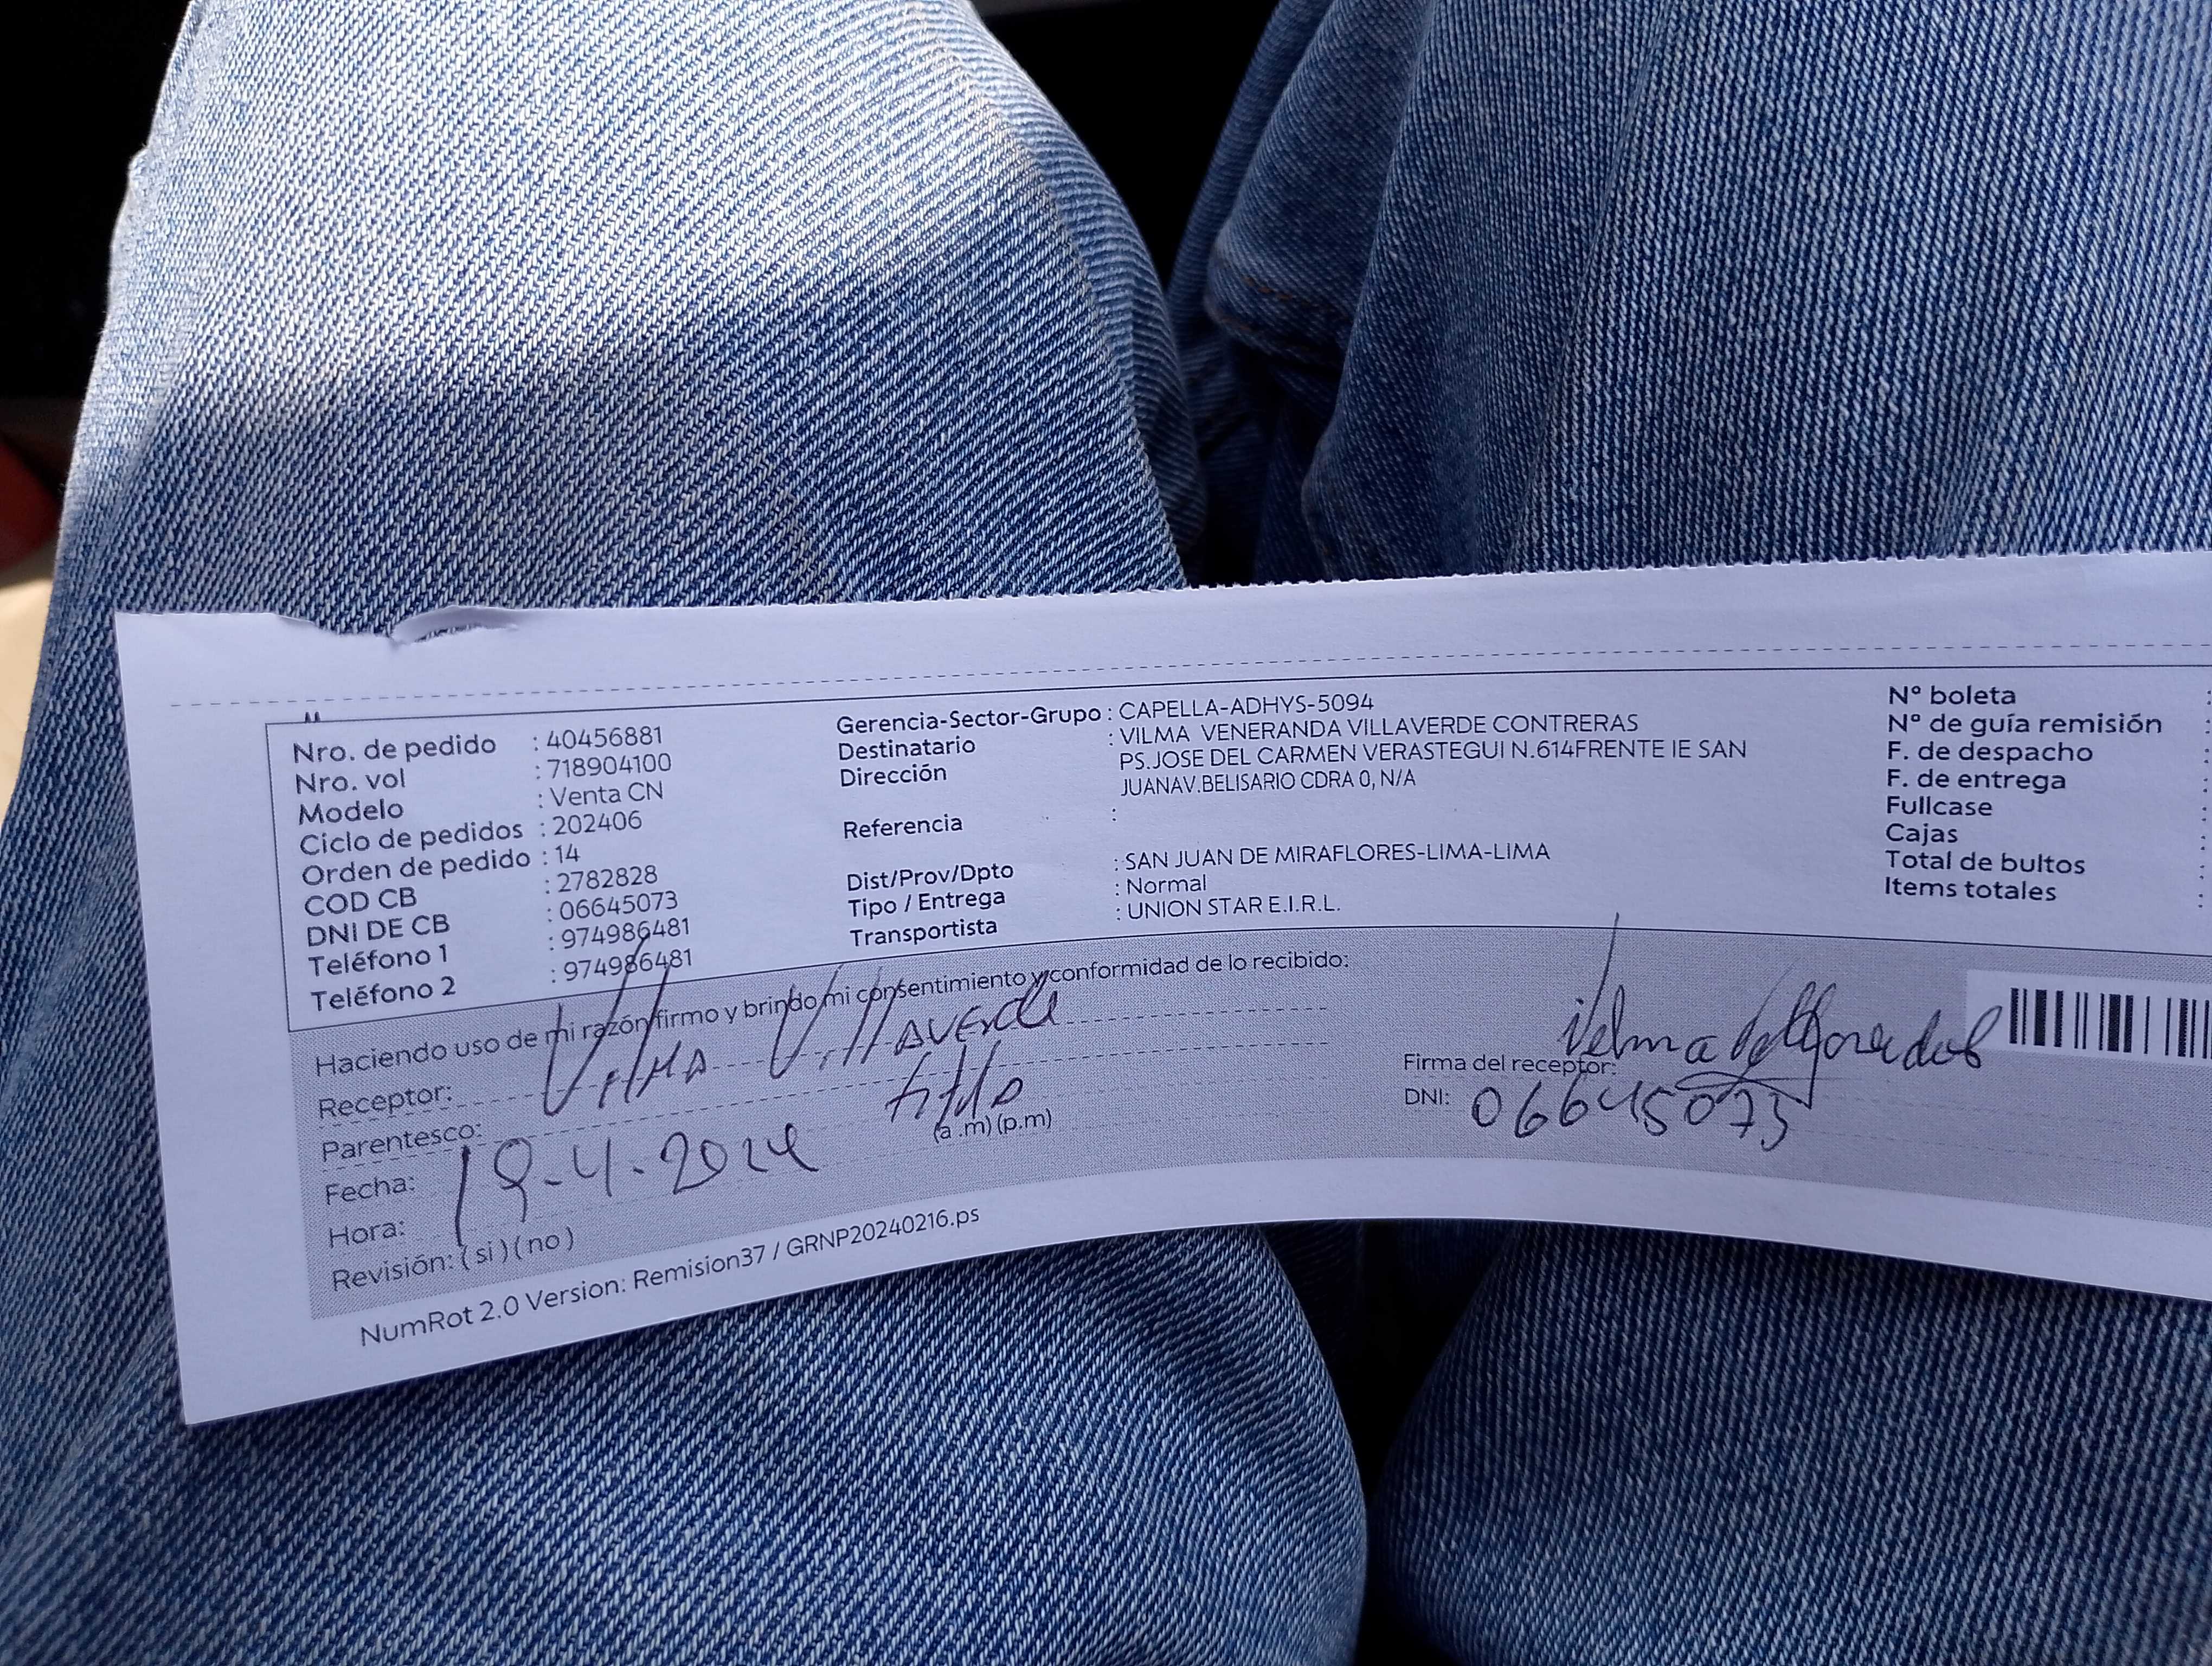 Nro. de pedido : 40456881
Nro. vol : 718904100
Modelo : Venta CN
Ciclo de pedidos : 202406
Orden de pedido : 14
COD CB : 2782828
DNI DE CB : 06645073
Teléfono 1 : 974986481
Teléfono 2 : 974986481
Gerencia-Sector-Grupo : CAPELLA-ADHYS-5094
Destinatario : VILMA VENERANDA VILLAVERDE CONTRERAS
Dirección PS.JOSE DEL CARMEN VERASTEGUI N.614FRENTE IE SAN
JUANAV.BELISARIO CDRA 0, N/A
Referencia :
Dist/Prov/Dpto : SAN JUAN DE MIRAFLORES-LIMA-LIMA
Tipo / Entrega : Normal
Transportista : UNION STAR E.I.R.L.
Nº boleta :
Nº de guía remisión :
F. de despacho
F. de entrega :
Fullcase :
Cajas :
Total de bultos
Items totales :
Haciendo uso de mi razón firmo y brindo mi consentimiento y conformidad de lo recibido:
Receptor: VILMA VillAVERDE
Parentesco:
Fecha: 19-4-2024
Hora: (a .m) (p.m)
Revisión: ( si ) ( no )
Firma del receptor:
DNI: 06645073
NumRot 2.0 Version: Remision37 / GRNP20240216.ps